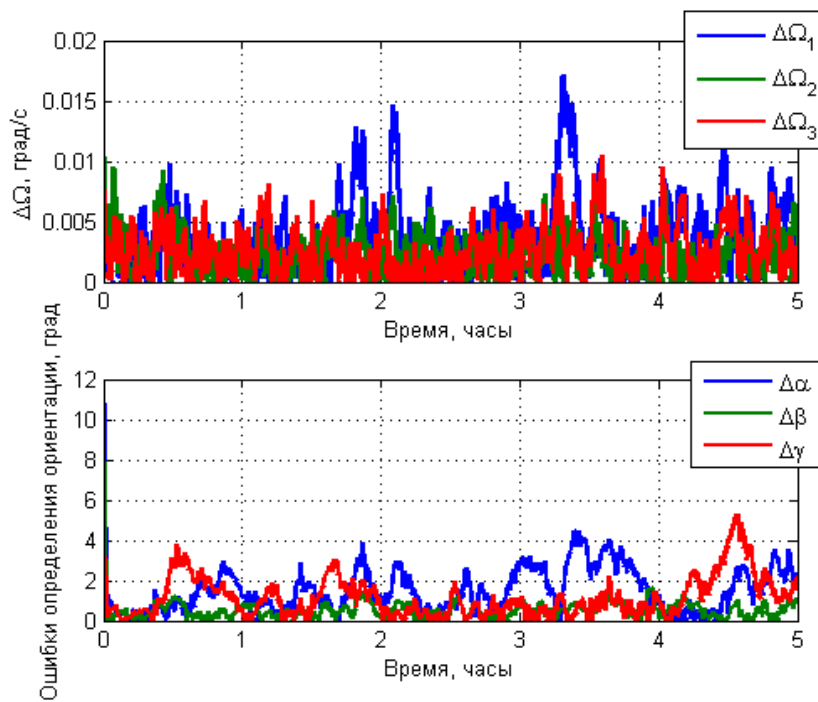 0.02
0.015
0.01
0.005
0
ΔΩ, град/с
ΔΩ1
ΔΩ2
ΔΩ3
0 1 2 3 4 5
Время, часы
12
10
8
6
4
2
0
Ошибки определения ориентации, град
Δα
Δβ
Δγ
0 1 2 3 4 5
Время, часы